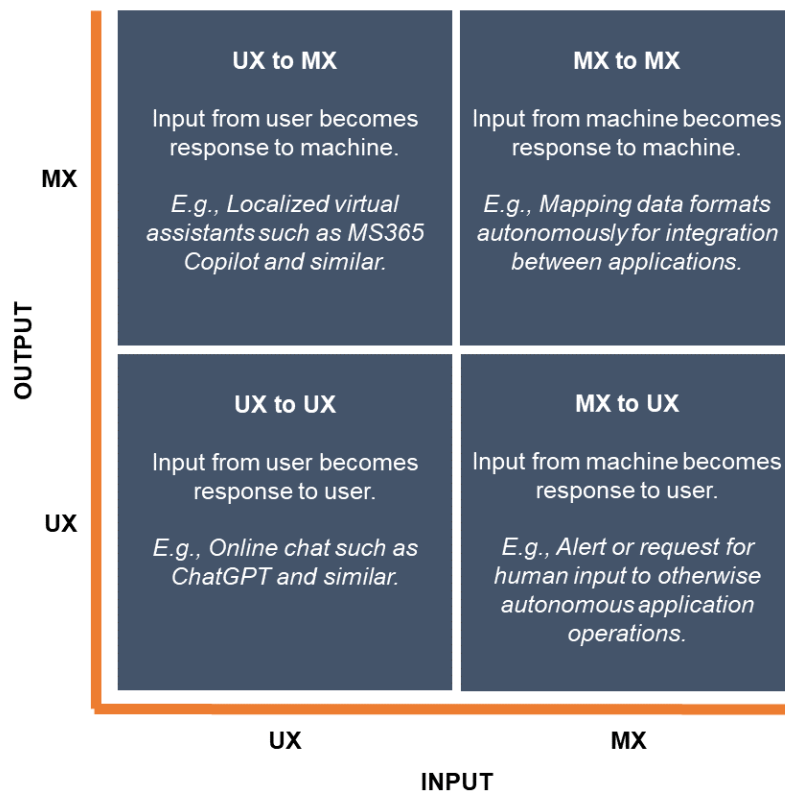 UX to MX
Input from user becomes
response to machine.
E.g., Localized virtual
assistants such as MS365
Copilot and similar.
MX to MX
Input from machine becomes
response to machine.
E.g., Mapping data formats
autonomously for integration
between applications.
MX
OUTPUT
UX to UX
Input from user becomes
response to user.
E.g., Online chat such as
ChatGPT and similar.
MX to UX
Input from machine becomes
response to user.
E.g., Alert or request for
human input to otherwise
autonomous application
operations.
UX
UX
MX
INPUT